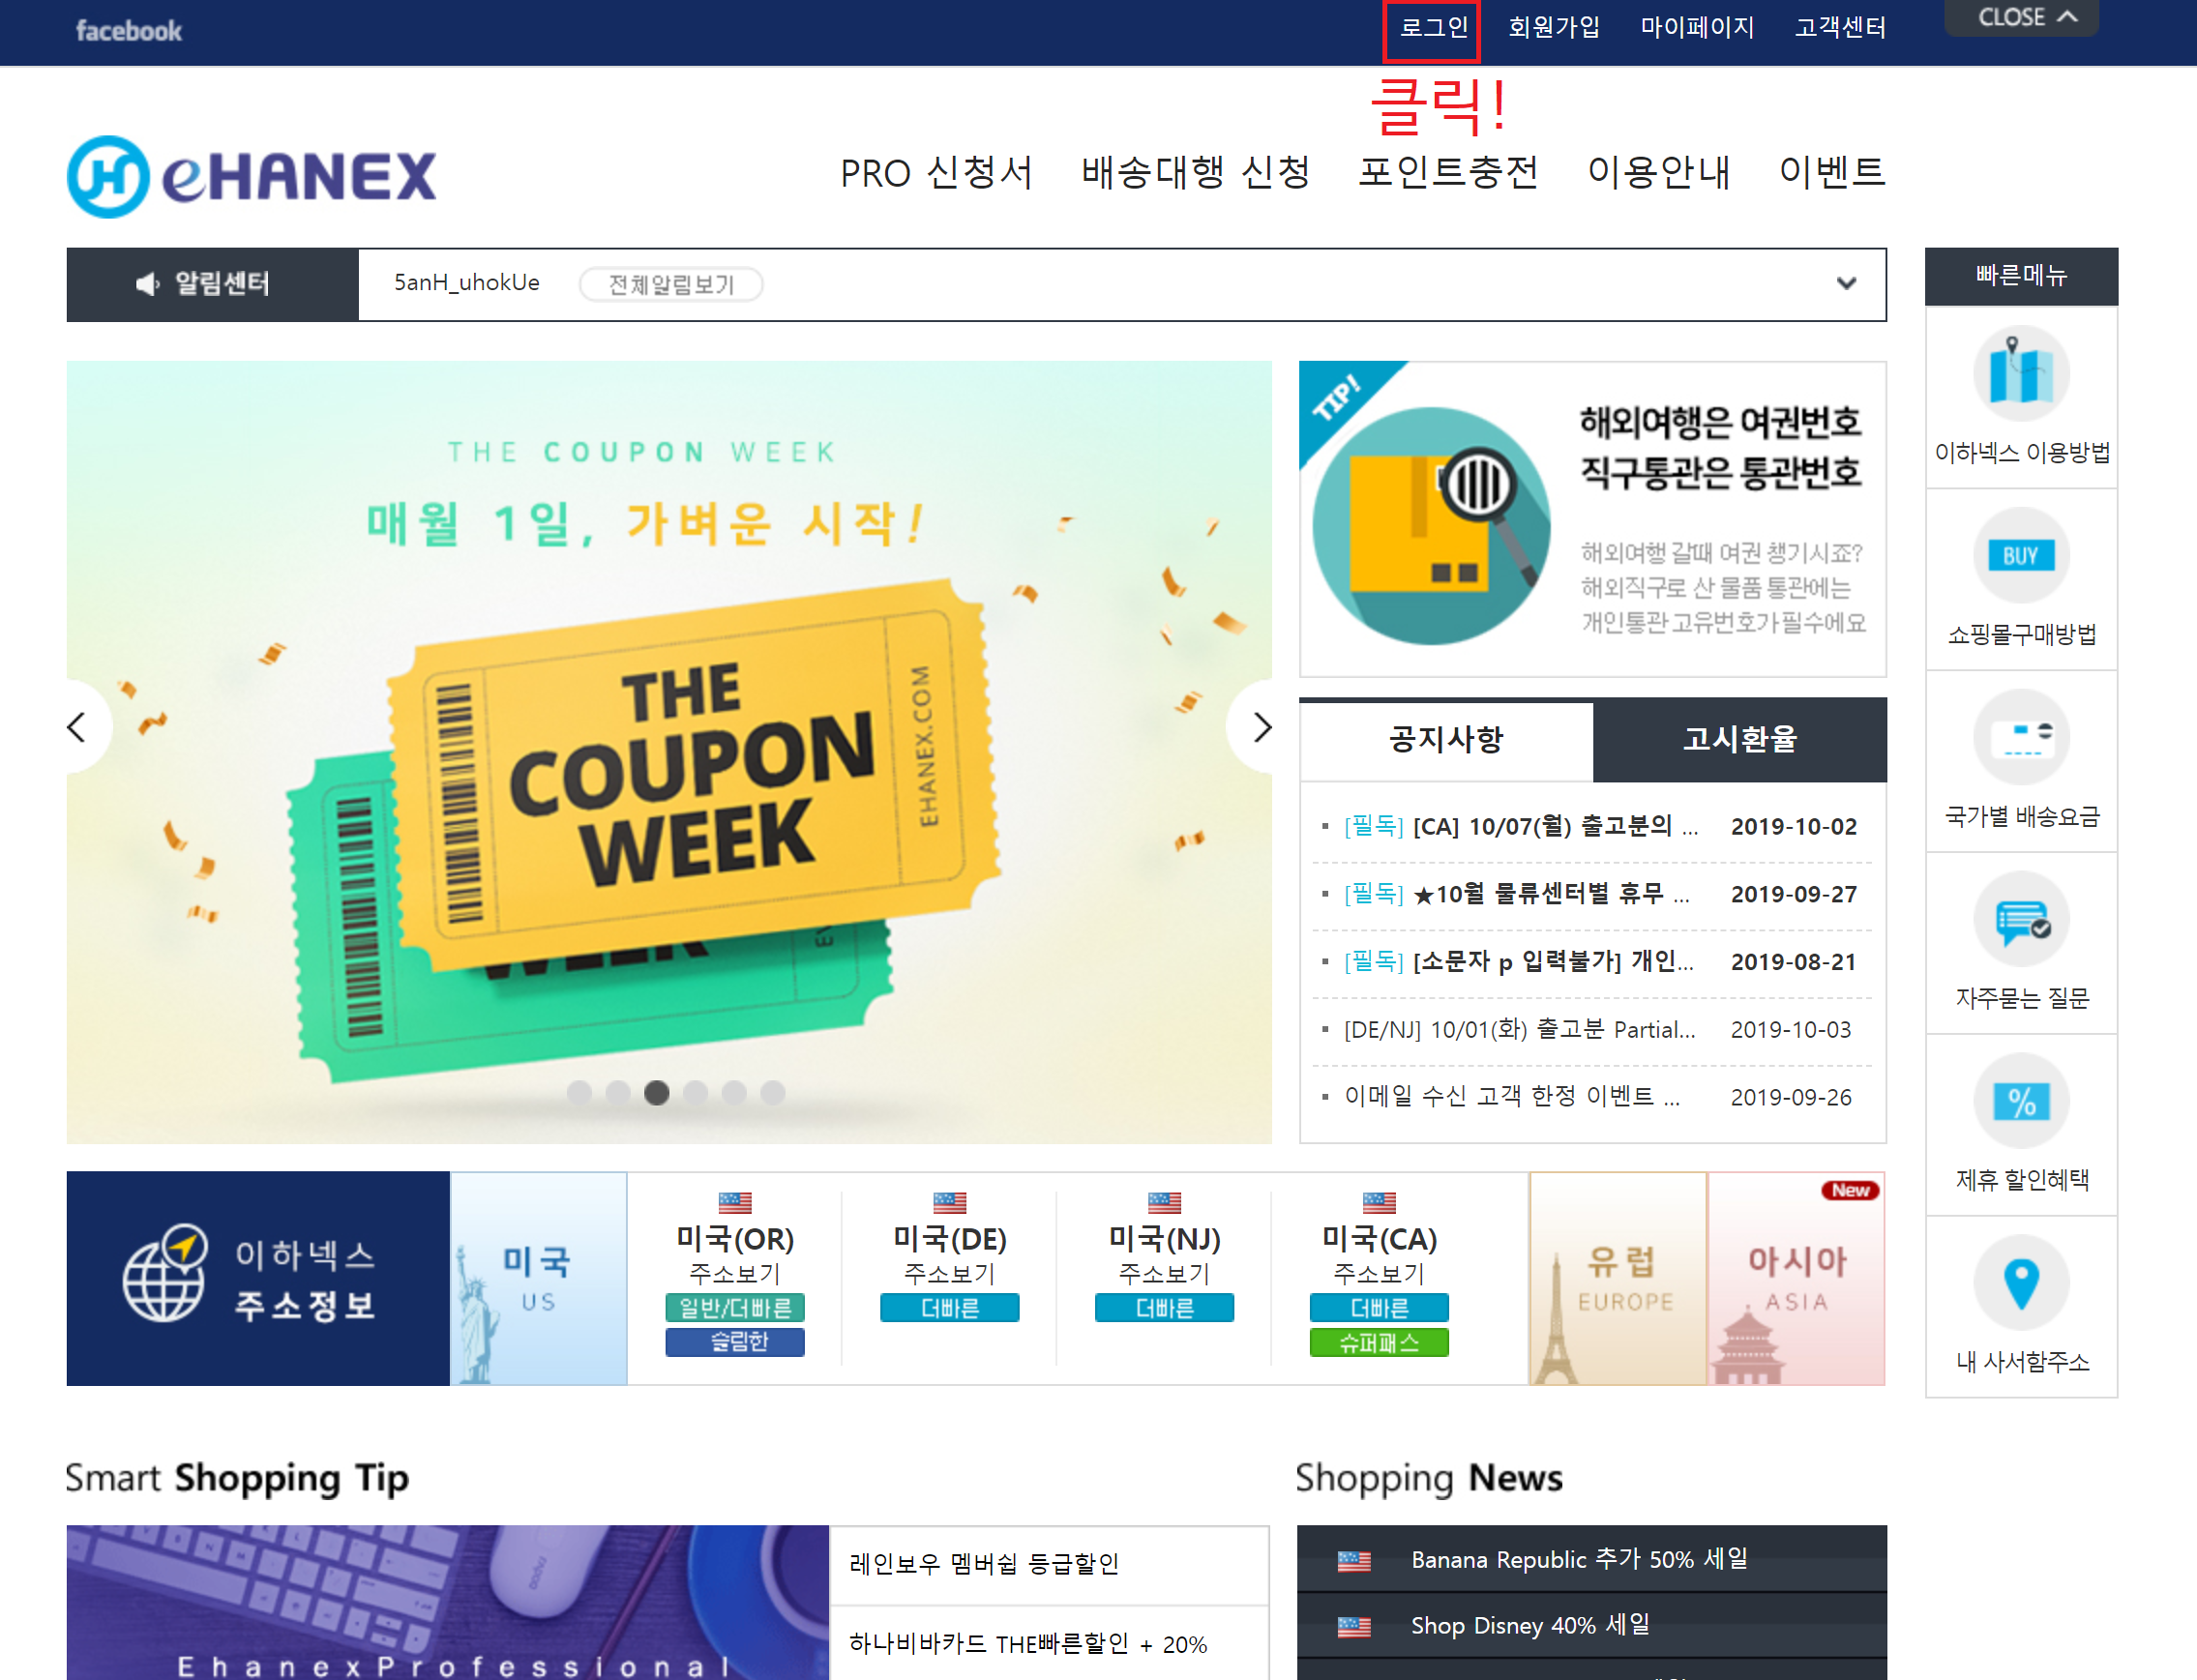 facebook
로그인 회원가입 마이페이지 고객센터 CLOSE
클릭!
eHANEX
PRO 신청서 배송대행 신청 포인트충전 이용안내 이벤트
알림센터 5anH_uhokUe 전체알림보기
빠른메뉴
이하넥스 이용방법
BUY
쇼핑몰구매방법
국가별 배송요금
자주묻는 질문
%
제휴 할인혜택
내 사서함주소
THE COUPON WEEK
매월 1일, 가벼운 시작!
THE
COUPON
WEEK
EHANEX.COM
WEEK
TIP!
해외여행은 여권번호
직구통관은 통관번호
해외여행 갈때 여권 챙기시죠?
해외직구로 산 물품 통관에는
개인통관 고유번호가 필수에요
공지사항 고시환율
[필독] [CA] 10/07(월) 출고분의 ... 2019-10-02
[필독] ★10월 물류센터별 휴무 ... 2019-09-27
[필독] [소문자 p 입력불가] 개인... 2019-08-21
[DE/NJ] 10/01(화) 출고분 Partial... 2019-10-03
이메일 수신 고객 한정 이벤트 ... 2019-09-26
이하넥스
주소정보
미국
US
미국(OR)
주소보기
일반/더빠른
슬림한
미국(DE)
주소보기
더빠른
미국(NJ)
주소보기
더빠른
미국(CA)
주소보기
더빠른
슈퍼패스
유럽
EUROPE
New
아시아
ASIA
Smart Shopping Tip
EhanexProfessional
레인보우 멤버쉽 등급할인
하나비바카드 THE빠른할인 + 20%
Shopping News
Banana Republic 추가 50% 세일
Shop Disney 40% 세일